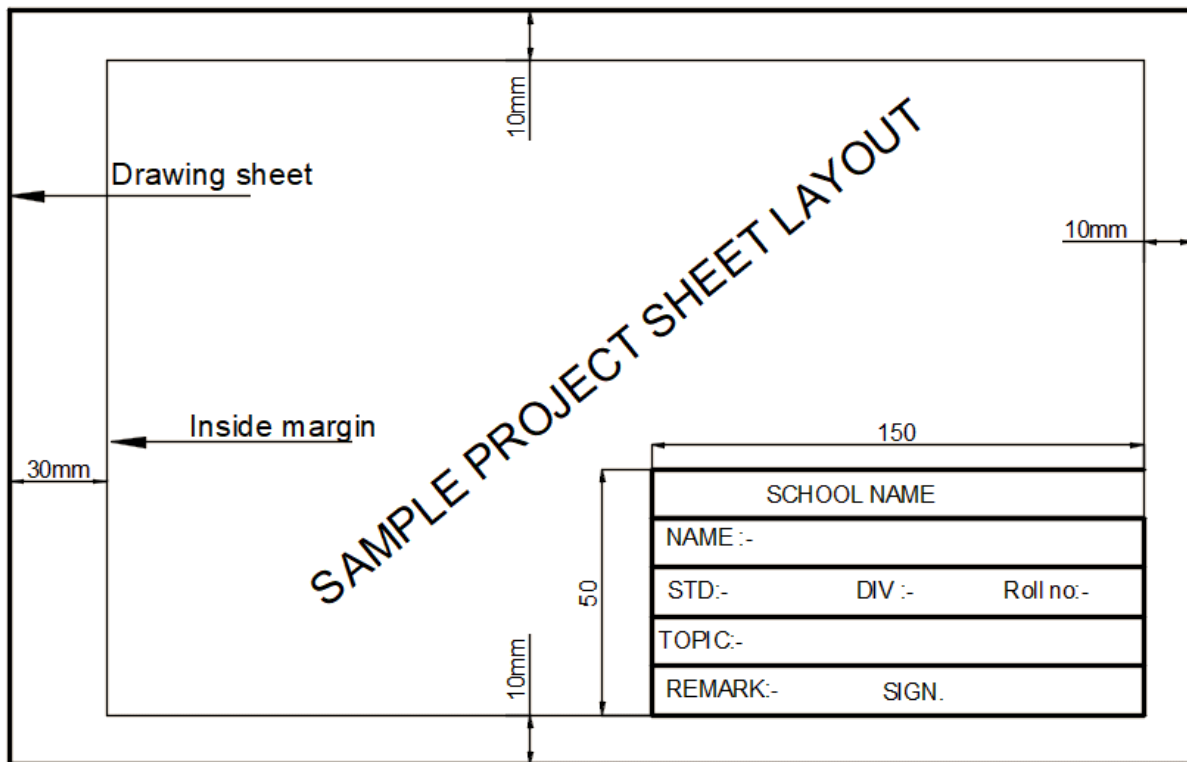 10mm
Drawing sheet
SAMPLE PROJECT SHEET LAYOUT
10mm
Inside margin
30mm
150
SCHOOL NAME
NAME :-
50
STD:- DIV :- Roll no:-
TOPIC:-
REMARK:- SIGN.
10mm